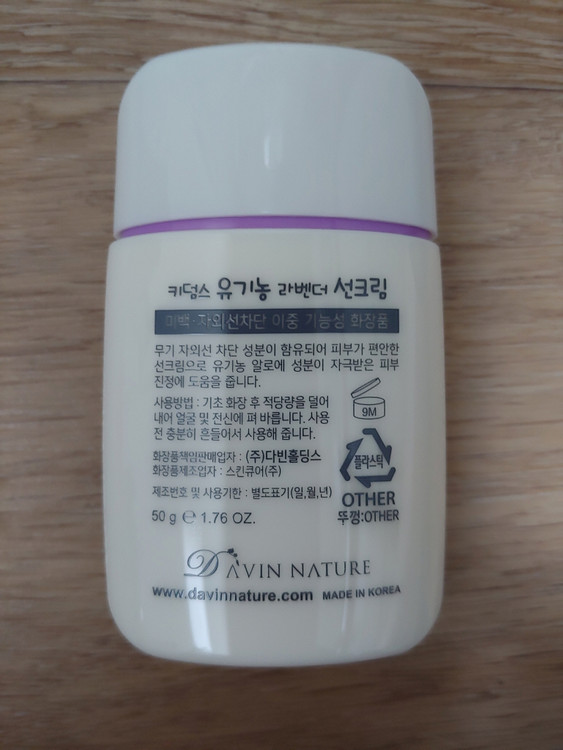 키덤스 유기농 라벤더 선크림
미백·자외선차단 이중 기능성 화장품
무기 자외선 차단 성분이 함유되어 피부가 편안한
선크림으로 유기농 알로에 성분이 자극받은 피부
진정에 도움을 줍니다.
사용방법 : 기초 화장 후 적당량을 덜어
내어 얼굴 및 전신에 펴 바릅니다. 사용
전 충분히 흔들어서 사용해 줍니다.
9M
화장품책임판매업자 : (주)다빈홀딩스
화장품제조업자 : 스킨큐어(주)
제조번호 및 사용기한 : 별도표기(일,월,년)
플라스틱
OTHER
뚜껑:OTHER
50 g ℮ 1.76 OZ.
DAVIN NATURE
www.davinnature.com MADE IN KOREA